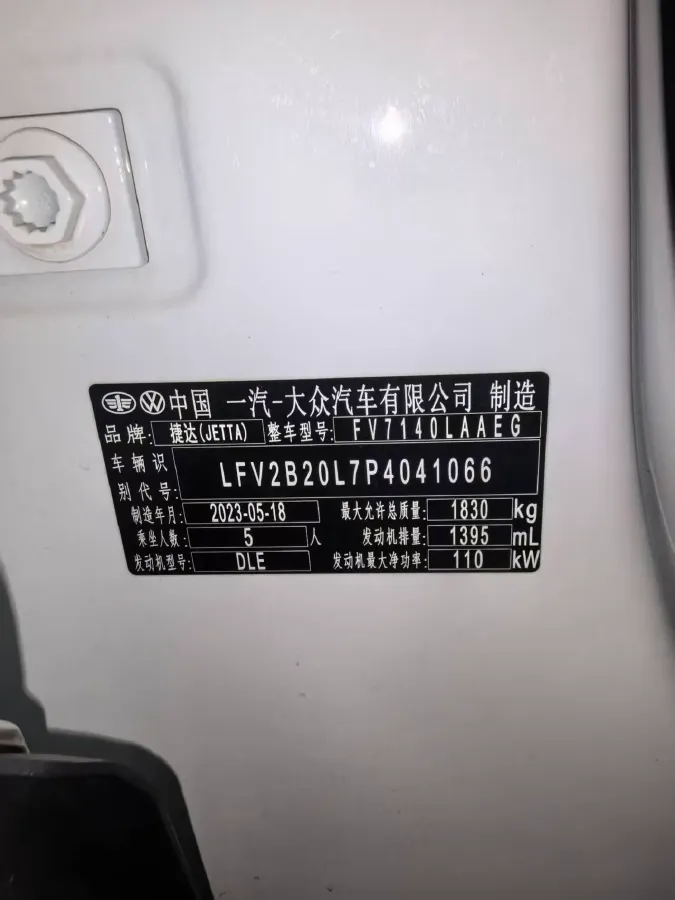 中国 一汽-大众汽车有限公司 制造
品牌: 捷达(JETTA) 整车型号: FV7140LAAEG
车辆识别代号: LFV2B20L7P4041066
制造年月: 2023-05-18 最大允许总质量: 1830 kg
乘坐人数: 5 人 发动机排量: 1395 mL
发动机型号: DLE 发动机最大净功率: 110 kW